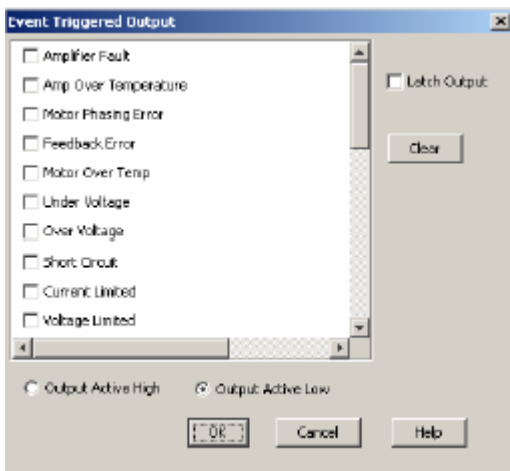 Event Triggered Output
Amplifier Fault
Amp Over Temperature
Motor Phasing Error
Feedback Error
Motor Over Temp
Under Voltage
Over Voltage
Short Circuit
Current Limited
Voltage Limited
Latch Output
Clear
Output Active High
Output Active Low
OK
Cancel
Help